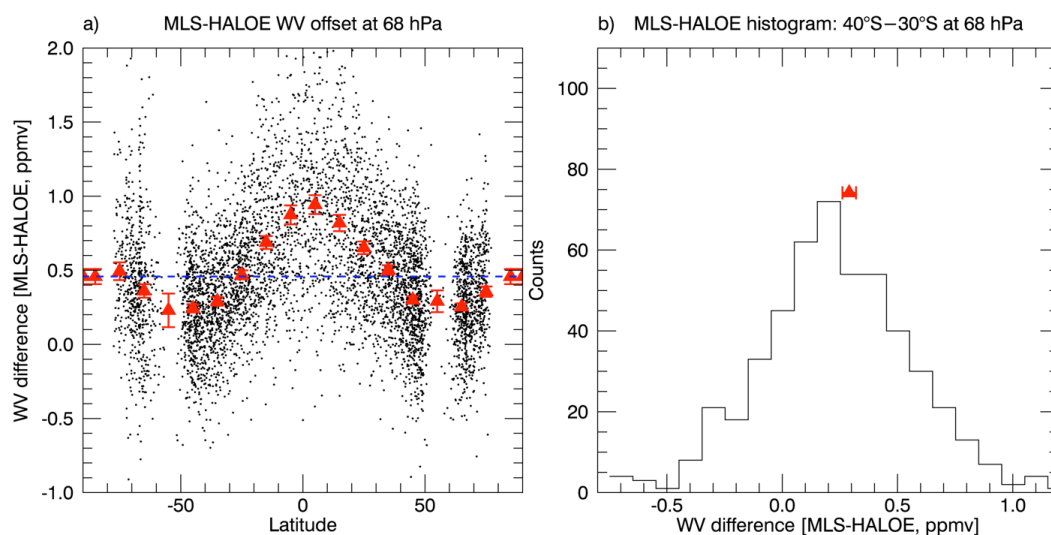 a) MLS-HALOE WV offset at 68 hPa
2.0
1.5
1.0
0.5
0.0
-0.5
-1.0
WV difference [MLS-HALOE, ppmv]
-50 0 50
Latitude
b) MLS-HALOE histogram: 40°S−30°S at 68 hPa
100
80
60
40
20
0
Counts
-0.5 0.0 0.5 1.0
WV difference [MLS-HALOE, ppmv]